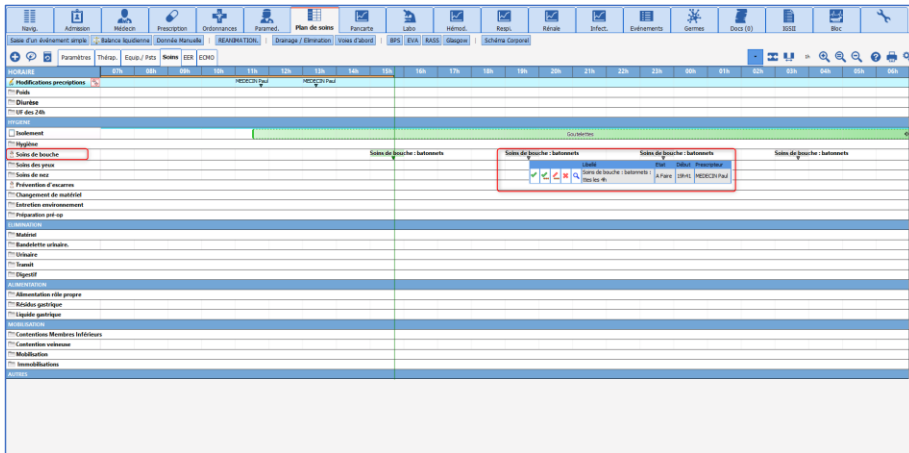 Navig. Admission Médecin Prescription Ordonnances Paramed. Plan de soins Pancarte Labo Hémod. Respi. Rénale Infect. Evénements Germes Docs (0) IGSII Bloc
Saisie d'un événement simple Balance liquidienne Donnée Manuelle REANIMATION. Drainage / Elimination Voies d'abord BPS EVA RASS Glasgow Schéma Corporel
Paramètres Thérap. Equip./ Psts Soins EER ECMO
HORAIRE 07h 08h 09h 10h 11h 12h 13h 14h 15h 16h 17h 18h 19h 20h 21h 22h 23h 00h 01h 02h 03h 04h 05h 06h
Modifications prescriptions MEDECIN Paul MEDECIN Paul
Poids
Diurèse
UF des 24h
HYGIENE
Isolement Gouttelettes
Hygiène
Soins de bouche Soins de bouche : batonnets Soins de bouche : batonnets Soins de bouche : batonnets Soins de bouche : batonnets
Soins des yeux Libellé Etat Début Prescripteur
Soins de nez Soins de bouche : batonnets : ttes les 4h A Faire 19h41 MEDECIN Paul
Prévention d'escarres
Changement de matériel
Entretien environnement
Préparation pré-op
ELIMINATION
Matériel
Bandelette urinaire.
Urinaire
Transit
Digestif
ALIMENTATION
Alimentation rôle propre
Résidus gastrique
Liquide gastrique
MOBILISATION
Contentions Membres Inférieurs
Contention veineuse
Mobilisation
Immobilisations
AUTRES